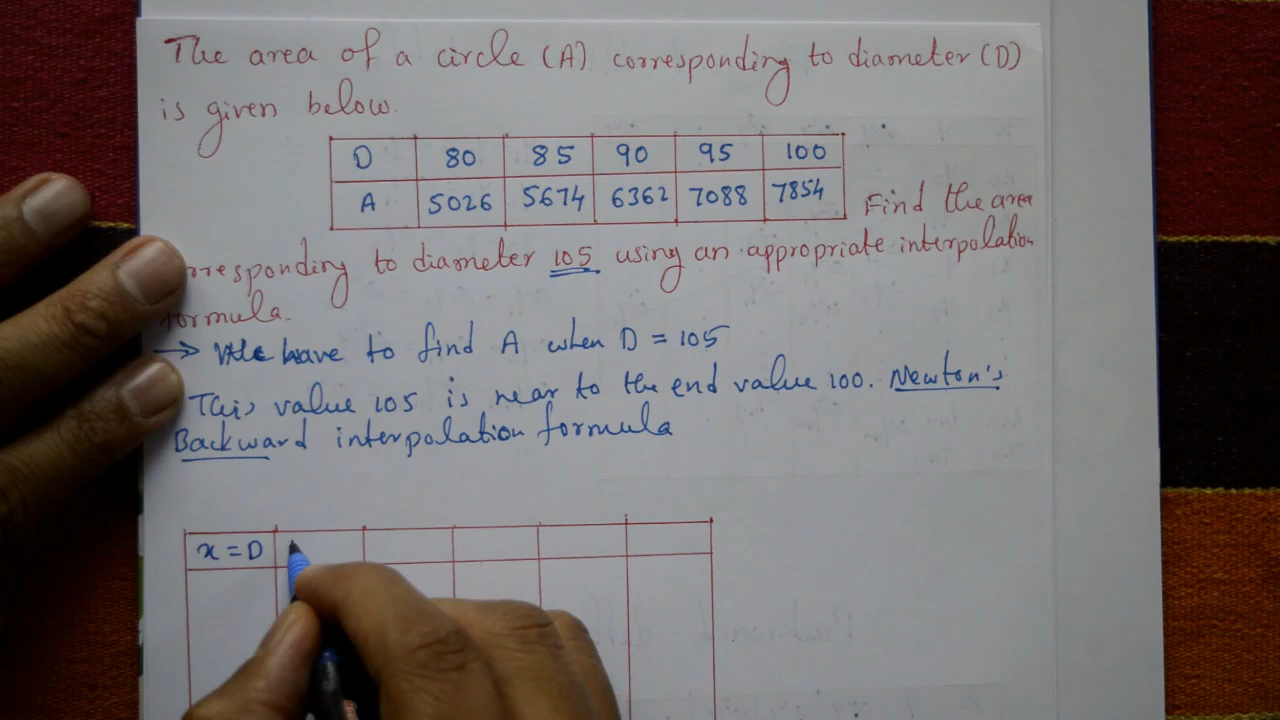 The area of a circle (A) corresponding to diameter (D)
is given below.
D 80 85 90 95 100
A 5026 5674 6362 7088 7854 Find the area
rresponding to diameter 105 using an appropriate interpolation
formula.
→ We have to find A when D = 105
This value 105 is near to the end value 100. Newton's
Backward interpolation formula
x = D